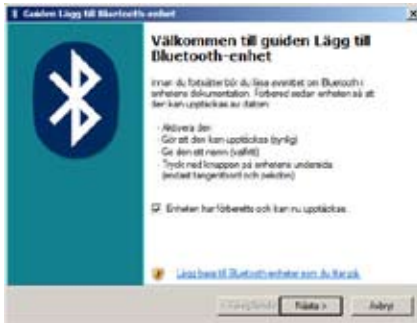 Guiden Lägg till Bluetooth-enhet
Välkommen till guiden Lägg till
Bluetooth-enhet
Innan du fortsätter bör du läsa avsnittet om Bluetooth i
enhetens dokumentation. Förbered sedan enheten så att
den kan upptäckas av datorn:
- Aktivera den
- Gör att den kan upptäckas (synlig)
- Ge den ett namn (valfritt)
- Tryck ned knappen på enhetens undersida
(endast tangentbord och pekdon)
Enheten har förberetts och kan nu upptäckas.
Lägg bara till Bluetooth-enheter som du litar på.
Nästa >
Avbryt